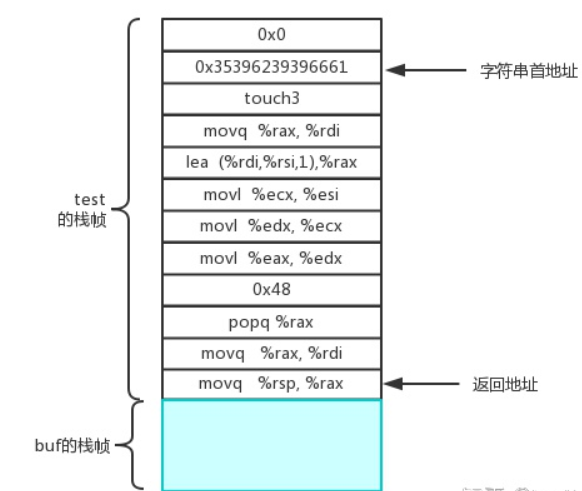 0x0
0x35396239396661
字符串首地址
touch3
movq %rax, %rdi
lea (%rdi,%rsi,1),%rax
test
的栈帧
movl %ecx, %esi
movl %edx, %ecx
movl %eax, %edx
0x48
popq %rax
movq %rax, %rdi
movq %rsp, %rax
返回地址
buf的栈帧